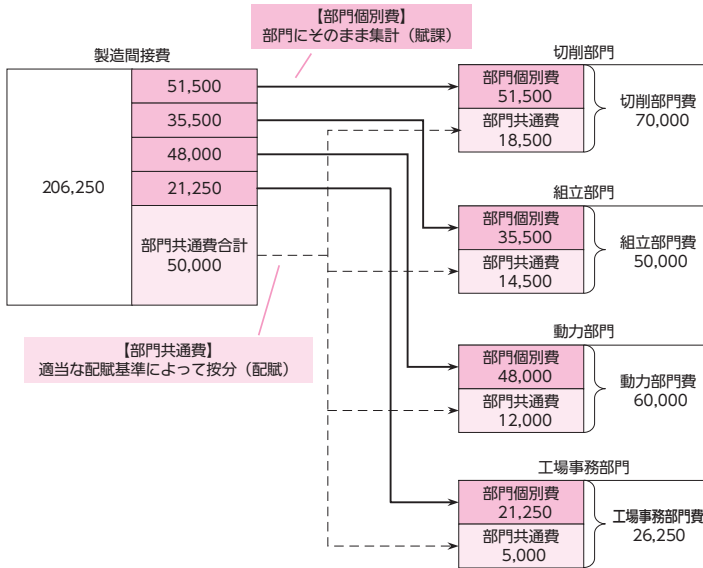 【部門個別費】
部門にそのまま集計（賦課）
製造間接費
206,250
51,500
35,500
48,000
21,250
部門共通費合計
50,000
【部門共通費】
適当な配賦基準によって按分（配賦）
切削部門
部門個別費
51,500
部門共通費
18,500
切削部門費
70,000
組立部門
部門個別費
35,500
部門共通費
14,500
組立部門費
50,000
動力部門
部門個別費
48,000
部門共通費
12,000
動力部門費
60,000
工場事務部門
部門個別費
21,250
部門共通費
5,000
工場事務部門費
26,250